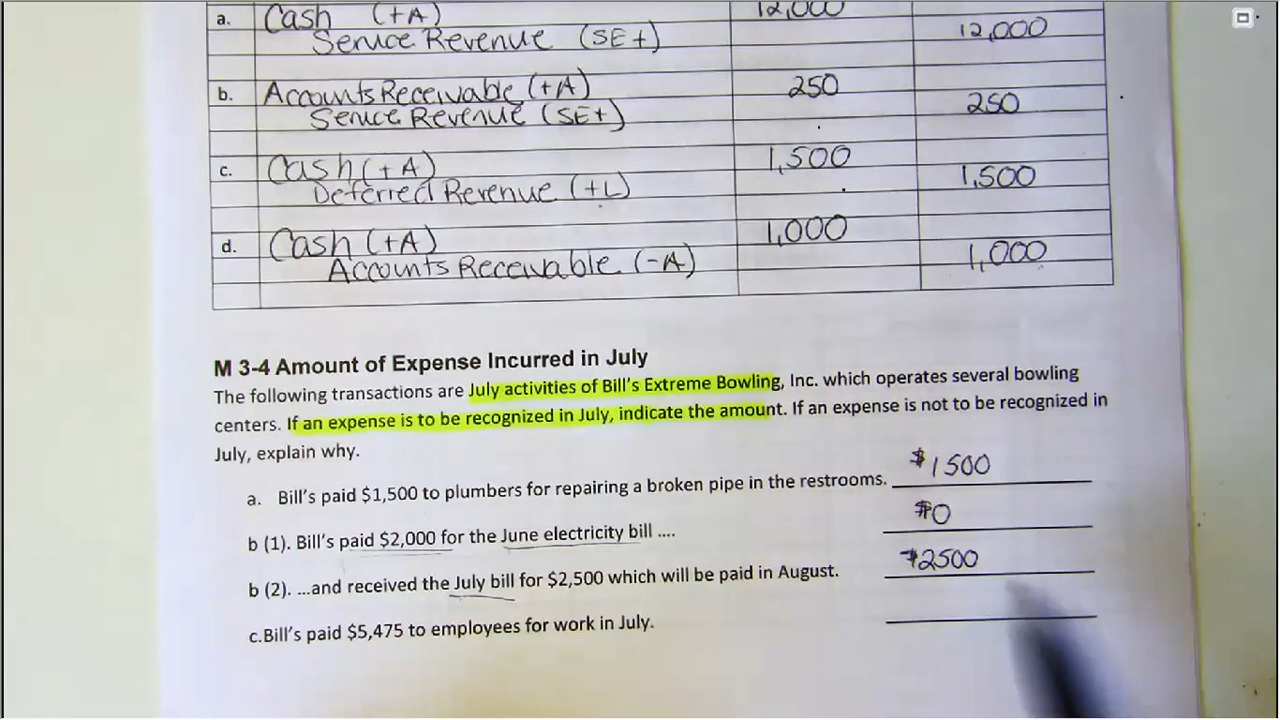 a. Cash (+A) 12,000
Service Revenue (SE+) 12,000
b. Accounts Receivable (+A) 250
Service Revenue (SE+) 250
c. Cash (+A) 1,500
Deferred Revenue (+L) 1,500
d. Cash (+A) 1,000
Accounts Receivable (-A) 1,000
M 3-4 Amount of Expense Incurred in July
The following transactions are July activities of Bill's Extreme Bowling, Inc. which operates several bowling
centers. If an expense is to be recognized in July, indicate the amount. If an expense is not to be recognized in
July, explain why.
a. Bill's paid $1,500 to plumbers for repairing a broken pipe in the restrooms. $1500
b (1). Bill's paid $2,000 for the June electricity bill .... $0
b (2). ...and received the July bill for $2,500 which will be paid in August. $2500
c.Bill's paid $5,475 to employees for work in July.